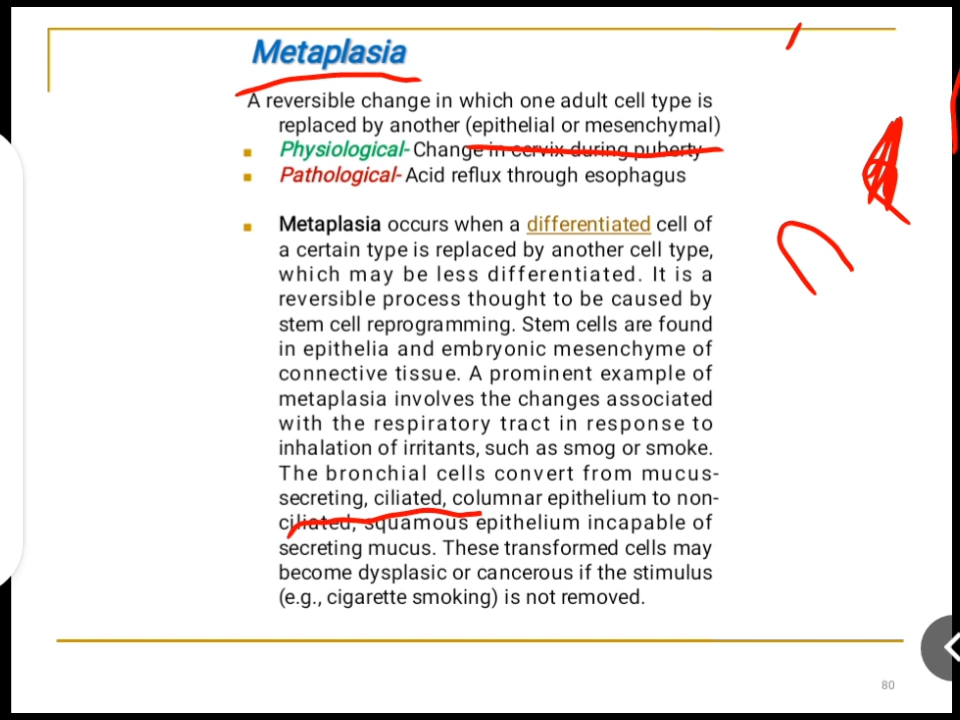 Metaplasia
A reversible change in which one adult cell type is
replaced by another (epithelial or mesenchymal)
Physiological- Change in cervix during puberty
Pathological- Acid reflux through esophagus
Metaplasia occurs when a differentiated cell of
a certain type is replaced by another cell type,
which may be less differentiated. It is a
reversible process thought to be caused by
stem cell reprogramming. Stem cells are found
in epithelia and embryonic mesenchyme of
connective tissue. A prominent example of
metaplasia involves the changes associated
with the respiratory tract in response to
inhalation of irritants, such as smog or smoke.
The bronchial cells convert from mucus-
secreting, ciliated, columnar epithelium to non-
ciliated, squamous epithelium incapable of
secreting mucus. These transformed cells may
become dysplasic or cancerous if the stimulus
(e.g., cigarette smoking) is not removed.
80